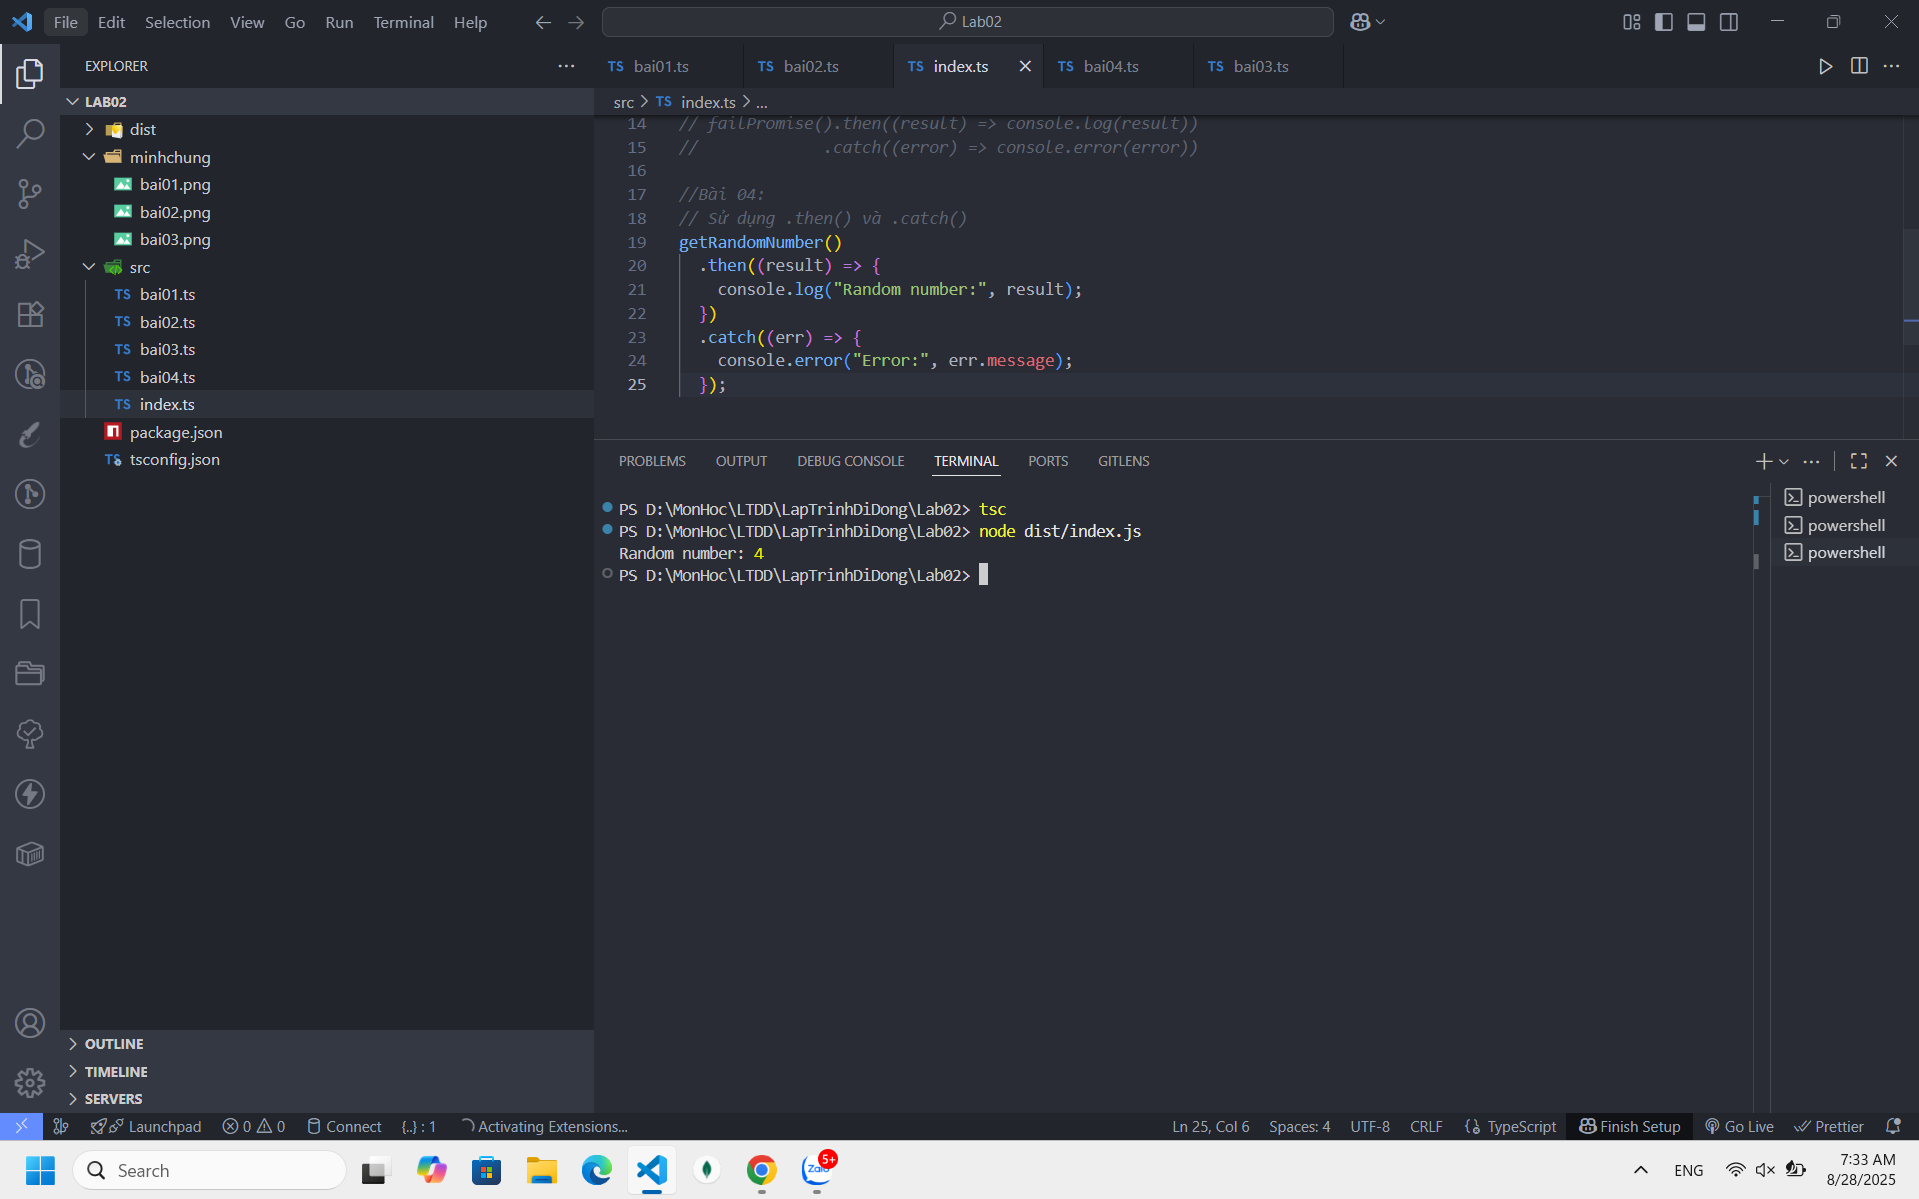 File Edit Selection View Go Run Terminal Help
Lab02
EXPLORER
LAB02
dist
minhchung
bai01.png
bai02.png
bai03.png
src
TS bai01.ts
TS bai02.ts
TS bai03.ts
TS bai04.ts
TS index.ts
package.json
TS tsconfig.json
OUTLINE
TIMELINE
SERVERS
TS bai01.ts TS bai02.ts TS index.ts TS bai04.ts TS bai03.ts
src > TS index.ts > ...
14 // failPromise().then((result) => console.log(result))
15 // .catch((error) => console.error(error))
16
17 //Bài 04:
18 // Sử dụng .then() và .catch()
19 getRandomNumber()
20 .then((result) => {
21 console.log("Random number:", result);
22 })
23 .catch((err) => {
24 console.error("Error:", err.message);
25 });
PROBLEMS OUTPUT DEBUG CONSOLE TERMINAL PORTS GITLENS
PS D:\MonHoc\LTDD\LapTrinhDiDong\Lab02> tsc
PS D:\MonHoc\LTDD\LapTrinhDiDong\Lab02> node dist/index.js
Random number: 4
PS D:\MonHoc\LTDD\LapTrinhDiDong\Lab02>
powershell
powershell
powershell
Launchpad 0 0 Connect {..} : 1 Activating Extensions... Ln 25, Col 6 Spaces: 4 UTF-8 CRLF TypeScript Finish Setup Go Live Prettier
Search
Zalo
5+
ENG
7:33 AM
8/28/2025